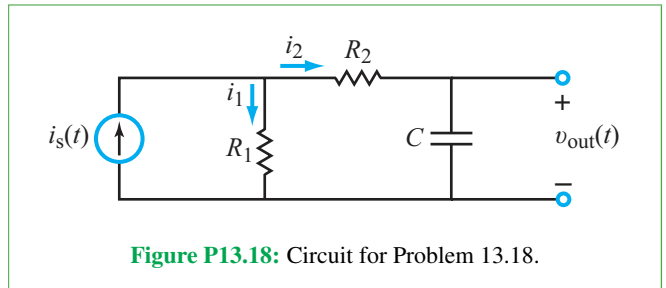 i2 R2
i1
is(t) R1 C + vout(t)
−
Figure P13.18: Circuit for Problem 13.18.